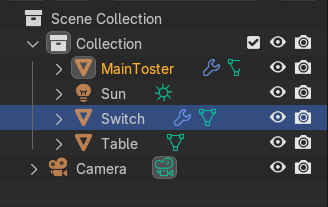 Scene Collection
Collection
MainToster
Sun
Switch
Table
Camera